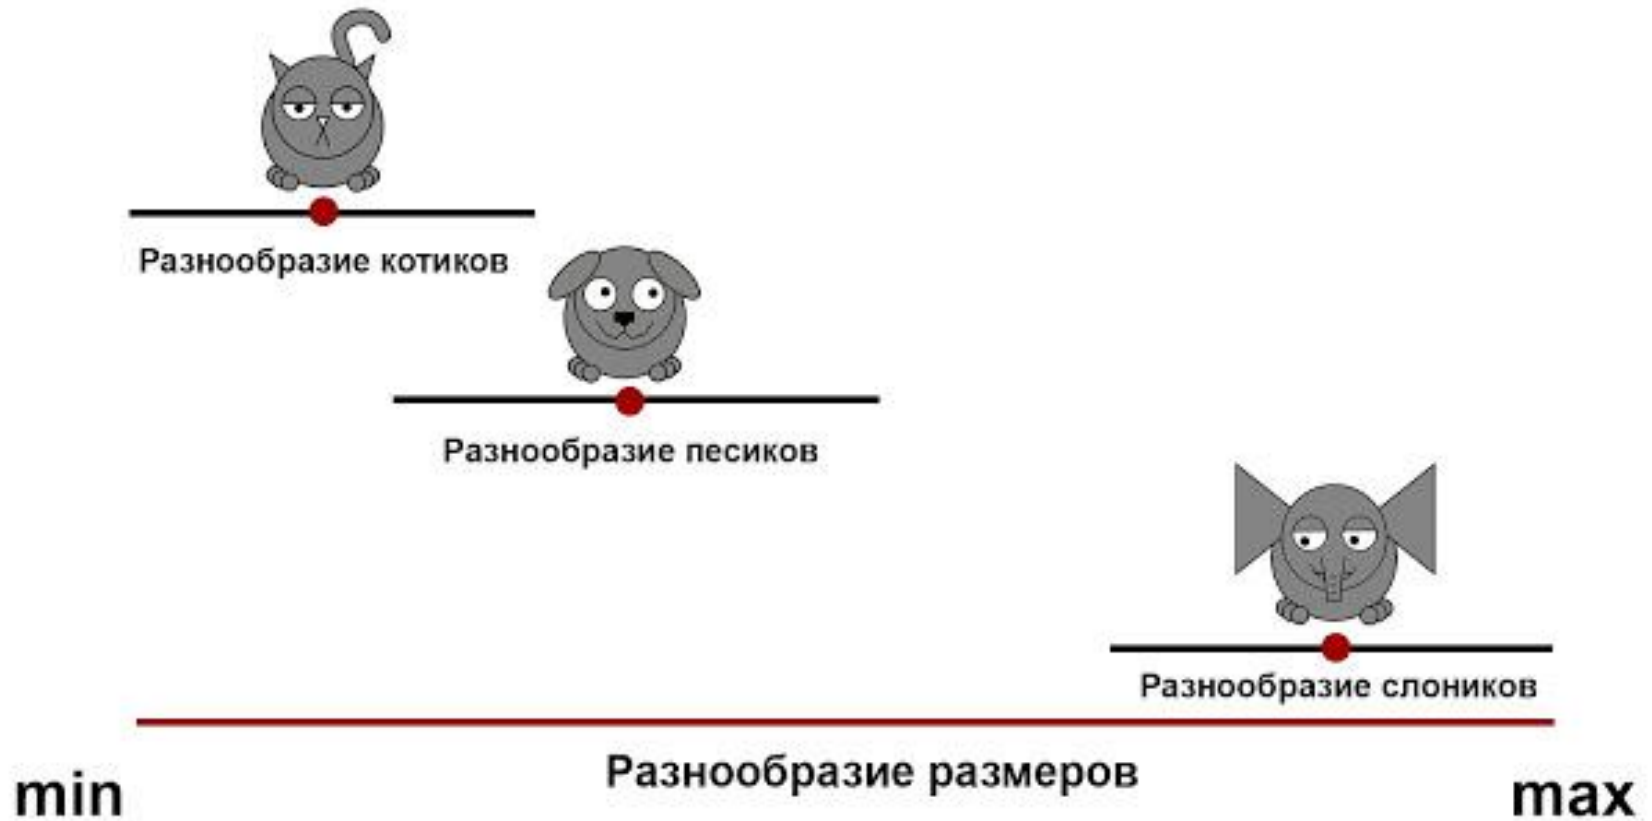 Разнообразие котиков
Разнообразие песиков
Разнообразие слоников
Разнообразие размеров
min
max